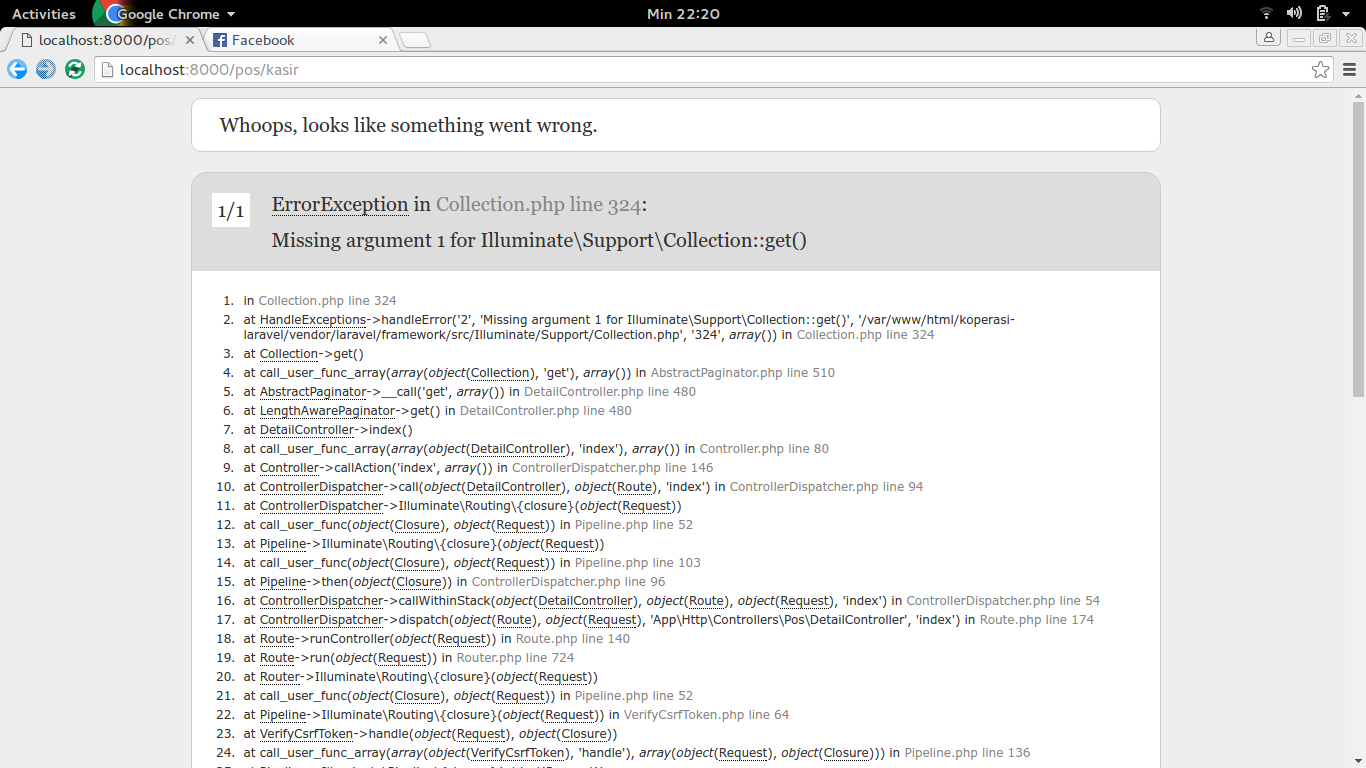 Activities
Google Chrome
Min 22:20
localhost:8000/pos/
Facebook
localhost:8000/pos/kasir
Whoops, looks like something went wrong.
1/1
ErrorException in Collection.php line 324:
Missing argument 1 for Illuminate\Support\Collection::get()
1. in Collection.php line 324
2. at HandleExceptions->handleError('2', 'Missing argument 1 for Illuminate\Support\Collection::get()', '/var/www/html/koperasi-
laravel/vendor/laravel/framework/src/Illuminate/Support/Collection.php', '324', array()) in Collection.php line 324
3. at Collection->get()
4. at call_user_func_array(array(object(Collection), 'get'), array()) in AbstractPaginator.php line 510
5. at AbstractPaginator->__call('get', array()) in DetailController.php line 480
6. at LengthAwarePaginator->get() in DetailController.php line 480
7. at DetailController->index()
8. at call_user_func_array(array(object(DetailController), 'index'), array()) in Controller.php line 80
9. at Controller->callAction('index', array()) in ControllerDispatcher.php line 146
10. at ControllerDispatcher->call(object(DetailController), object(Route), 'index') in ControllerDispatcher.php line 94
11. at ControllerDispatcher->Illuminate\Routing\{closure}(object(Request))
12. at call_user_func(object(Closure), object(Request)) in Pipeline.php line 52
13. at Pipeline->Illuminate\Routing\{closure}(object(Request))
14. at call_user_func(object(Closure), object(Request)) in Pipeline.php line 103
15. at Pipeline->then(object(Closure)) in ControllerDispatcher.php line 96
16. at ControllerDispatcher->callWithinStack(object(DetailController), object(Route), object(Request), 'index') in ControllerDispatcher.php line 54
17. at ControllerDispatcher->dispatch(object(Route), object(Request), 'App\Http\Controllers\Pos\DetailController', 'index') in Route.php line 174
18. at Route->runController(object(Request)) in Route.php line 140
19. at Route->run(object(Request)) in Router.php line 724
20. at Router->Illuminate\Routing\{closure}(object(Request))
21. at call_user_func(object(Closure), object(Request)) in Pipeline.php line 52
22. at Pipeline->Illuminate\Routing\{closure}(object(Request)) in VerifyCsrfToken.php line 64
23. at VerifyCsrfToken->handle(object(Request), object(Closure))
24. at call_user_func_array(array(object(VerifyCsrfToken), 'handle'), array(object(Request), object(Closure))) in Pipeline.php line 136